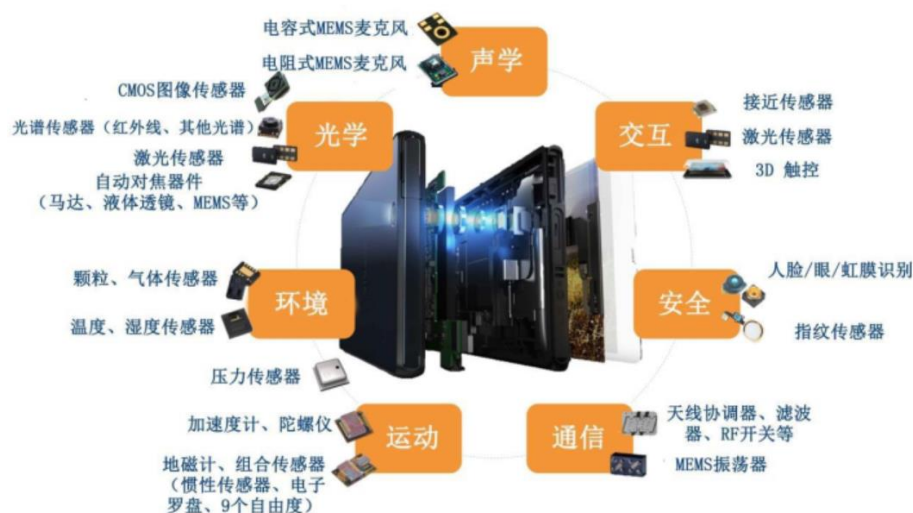 电容式MEMS麦克风
电阻式MEMS麦克风
声学
CMOS图像传感器
光谱传感器（红外线、其他光谱）
激光传感器
自动对焦器件
（马达、液体透镜、MEMS等）
光学
交互
接近传感器
激光传感器
3D 触控
颗粒、气体传感器
温度、湿度传感器
压力传感器
环境
安全
人脸/眼/虹膜识别
指纹传感器
加速度计、陀螺仪
地磁计、组合传感器
（惯性传感器、电子
罗盘、9个自由度）
运动
通信
天线协调器、滤波
器、RF开关等
MEMS振荡器